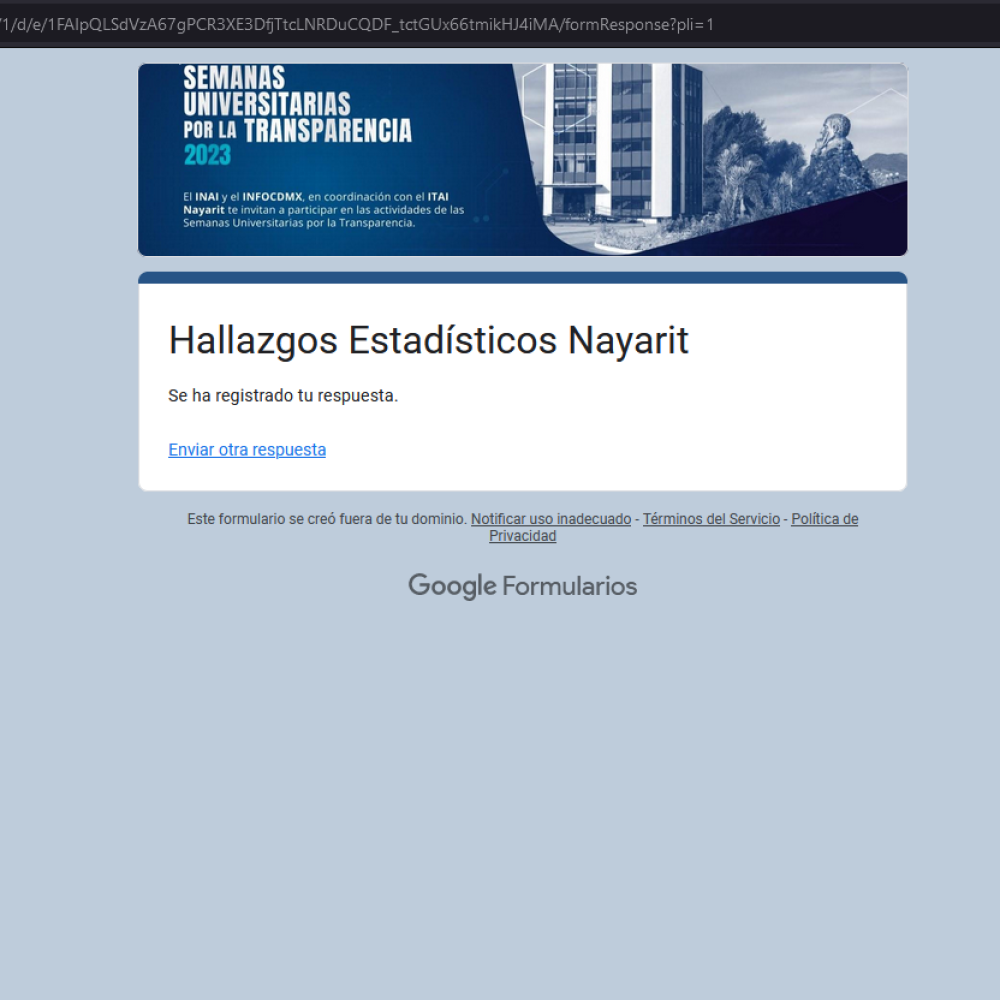 /1/d/e/1FAIpQLSdVzA67gPCR3XE3DfjTtcLNRDuCQDF_tctGUx66tmikHJ4iMA/formResponse?pli=1
SEMANAS
UNIVERSITARIAS
POR LA TRANSPARENCIA
2023
El INAI y el INFOCDMX, en coordinación con el ITAI
Nayarit te invitan a participar en las actividades de las
Semanas Universitarias por la Transparencia.
Hallazgos Estadísticos Nayarit
Se ha registrado tu respuesta.
Enviar otra respuesta
Este formulario se creó fuera de tu dominio. Notificar uso inadecuado - Términos del Servicio - Política de
Privacidad
Google Formularios